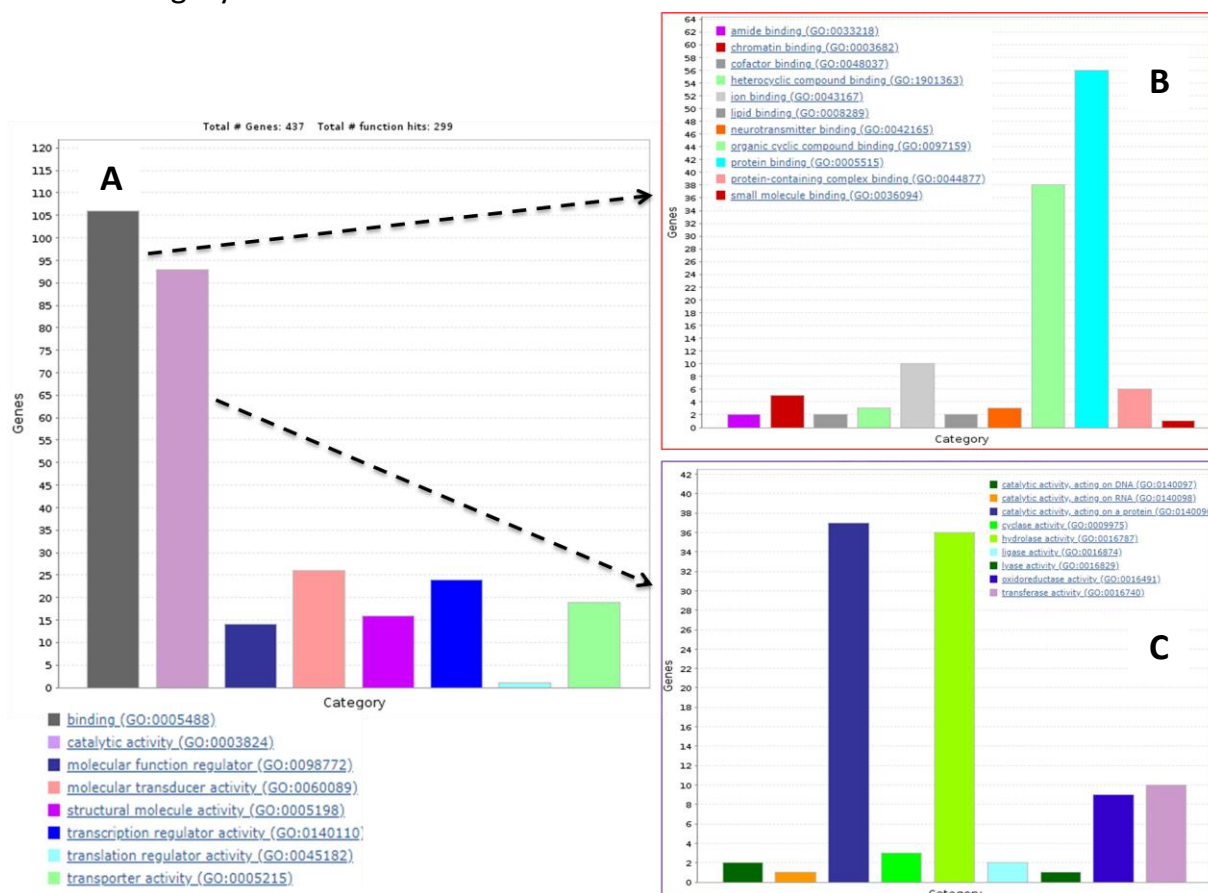 Total # Genes: 437 Total # function hits: 299
A
120
115
110
105
100
95
90
85
80
75
70
65
60
55
50
45
40
35
30
25
20
15
10
5
0
Genes
Category
binding (GO:0005488)
catalytic activity (GO:0003824)
molecular function regulator (GO:0098772)
molecular transducer activity (GO:0060089)
structural molecule activity (GO:0005198)
transcription regulator activity (GO:0140110)
translation regulator activity (GO:0045182)
transporter activity (GO:0005215)
B
64
62
60
58
56
54
52
50
48
46
44
42
40
38
36
34
32
30
28
26
24
22
20
18
16
14
12
10
8
6
4
2
0
Genes
amide binding (GO:0033218)
chromatin binding (GO:0003682)
cofactor binding (GO:0048037)
heterocyclic compound binding (GO:1901363)
ion binding (GO:0043167)
lipid binding (GO:0008289)
neurotransmitter binding (GO:0042165)
organic cyclic compound binding (GO:0097159)
protein binding (GO:0005515)
protein-containing complex binding (GO:0044877)
small molecule binding (GO:0036094)
Category
C
42
40
38
36
34
32
30
28
26
24
22
20
18
16
14
12
10
8
6
4
2
0
Genes
catalytic activity, acting on DNA (GO:0140097)
catalytic activity, acting on RNA (GO:0140098)
catalytic activity, acting on a protein (GO:014009
cyclase activity (GO:0009975)
hydrolase activity (GO:0016787)
ligase activity (GO:0016874)
lyase activity (GO:0016829)
oxidoreductase activity (GO:0016491)
transferase activity (GO:0016740)
Category